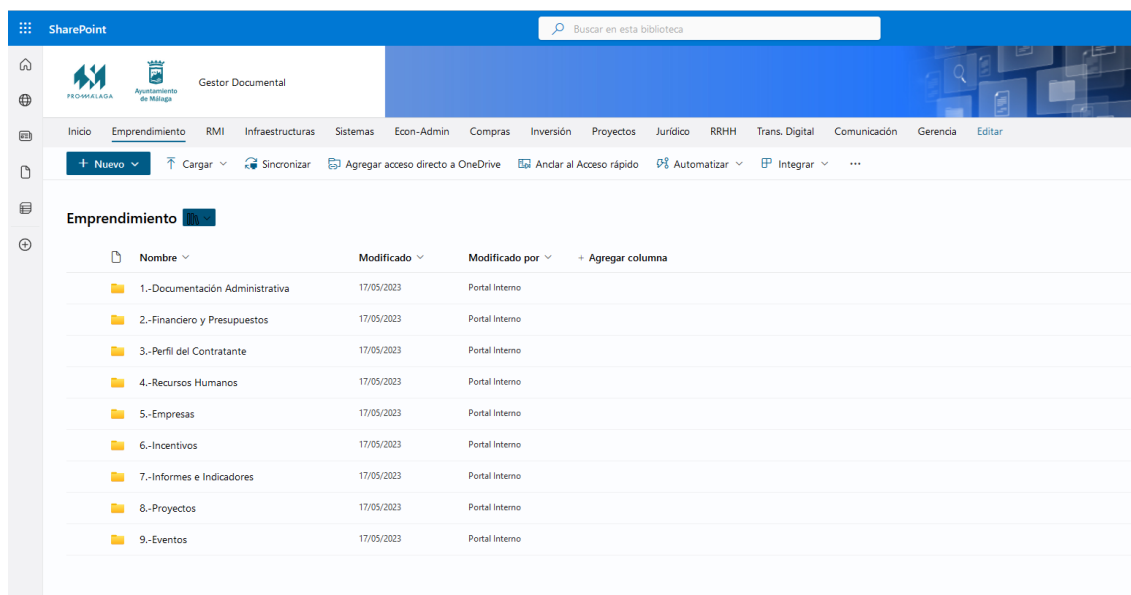 SharePoint
Buscar en esta biblioteca
PROMÁLAGA
Ayuntamiento
de Málaga
Gestor Documental
Inicio Emprendimiento RMI Infraestructuras Sistemas Econ-Admin Compras Inversión Proyectos Jurídico RRHH Trans. Digital Comunicación Gerencia Editar
+ Nuevo Cargar Sincronizar Agregar acceso directo a OneDrive Andar al Acceso rápido Automatizar Integrar ...
Emprendimiento
Nombre Modificado Modificado por + Agregar columna
1.-Documentación Administrativa 17/05/2023 Portal Interno
2.-Financiero y Presupuestos 17/05/2023 Portal Interno
3.-Perfil del Contratante 17/05/2023 Portal Interno
4.-Recursos Humanos 17/05/2023 Portal Interno
5.-Empresas 17/05/2023 Portal Interno
6.-Incentivos 17/05/2023 Portal Interno
7.-Informes e Indicadores 17/05/2023 Portal Interno
8.-Proyectos 17/05/2023 Portal Interno
9.-Eventos 17/05/2023 Portal Interno